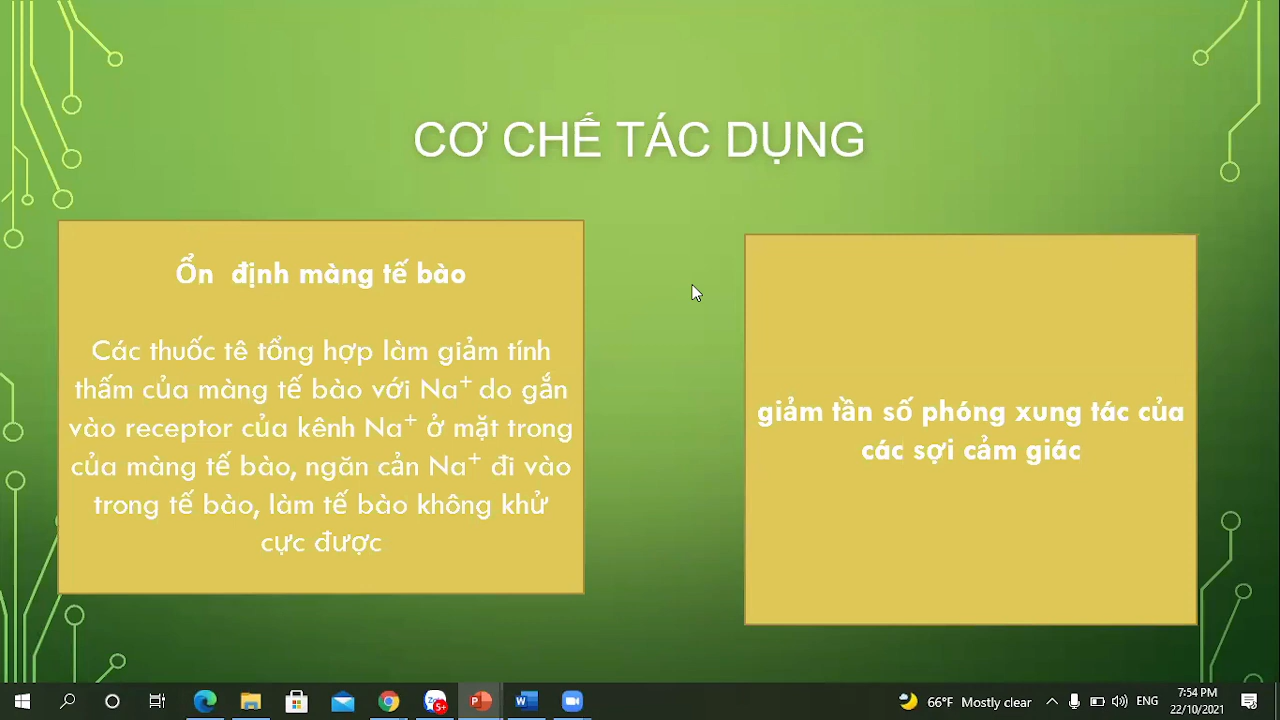 CƠ CHẾ TÁC DỤNG
Ổn định màng tế bào
Các thuốc tê tổng hợp làm giảm tính
thấm của màng tế bào với Na⁺ do gắn
vào receptor của kênh Na⁺ ở mặt trong
của màng tế bào, ngăn cản Na⁺ đi vào
trong tế bào, làm tế bào không khử
cực được
giảm tần số phóng xung tác của
các sợi cảm giác
66°F Mostly clear
ENG
7:54 PM
22/10/2021
5+